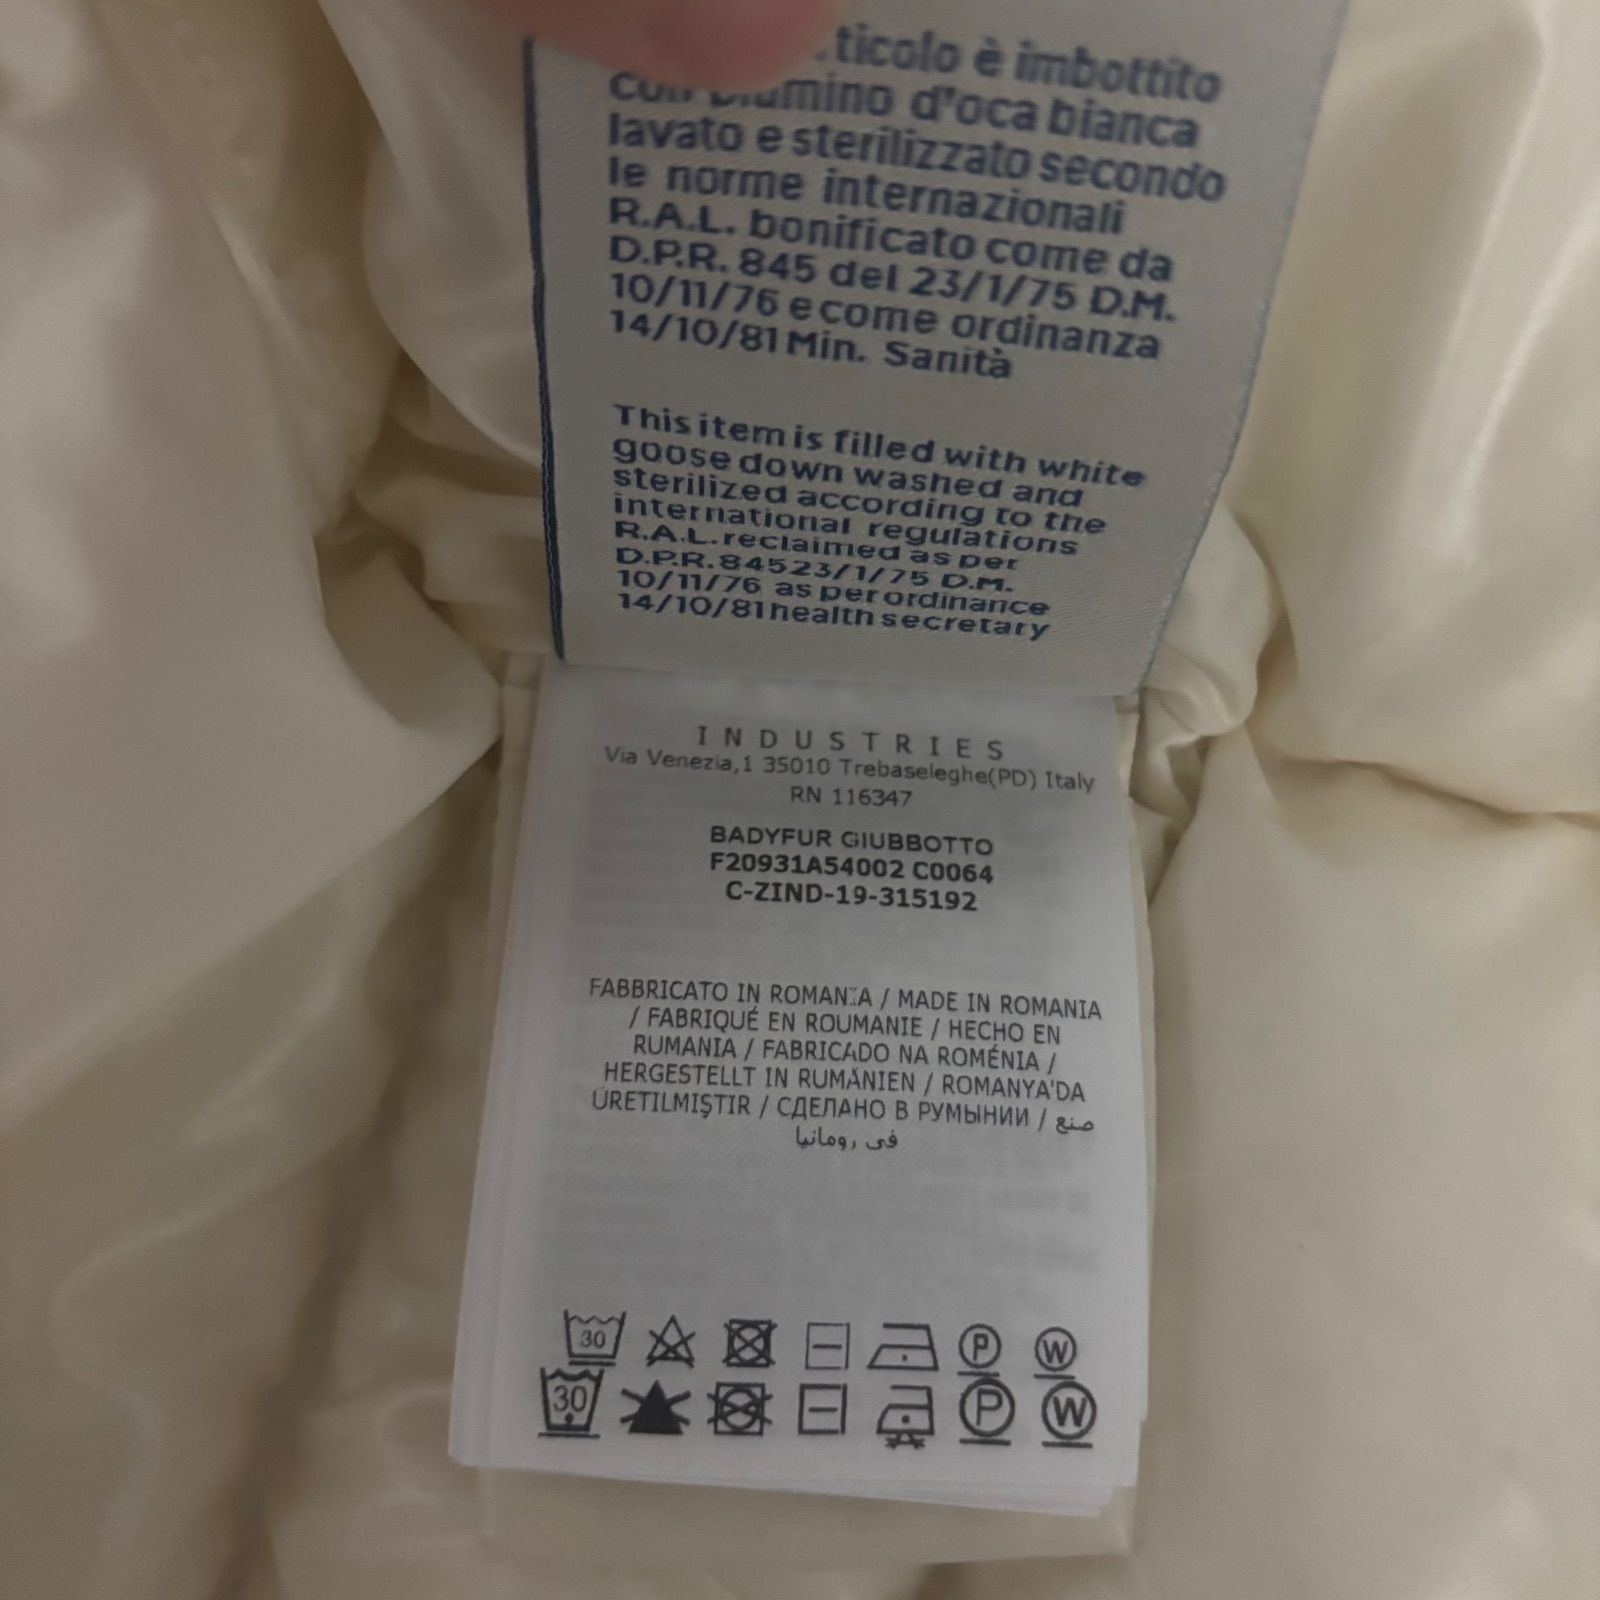 ticolo è imbottito
d'oca bianca
lavato e sterilizzato secondo
le norme internazionali
R.A.L. bonificato come da
D.P.R. 845 del 23/1/75 D.M.
10/11/76 e come ordinanza
14/10/81 Min. Sanità
This item is filled with white
goose down washed and
sterilized according to the
international regulations
R.A.L. reclaimed as per
D.P.R. 845 23/1/75 D.M.
10/11/76 as per ordinance
14/10/81 health secretary
INDUSTRIES
Via Venezia,1 35010 Trebaseleghe(PD) Italy
RN 116347
BADYFUR GIUBBOTTO
F20931A54002 C0064
C-ZIND-19-315192
FABBRICATO IN ROMANIA / MADE IN ROMANIA
/ FABRIQUÉ EN ROUMANIE / HECHO EN
RUMANIA / FABRICADO NA ROMÉNIA /
HERGESTELLT IN RUMÄNIEN / ROMANYA'DA
ÜRETILMIŞTIR / СДЕЛАНО В РУМЫНИИ / صنع
في رومانيا
30 P W
30 P W